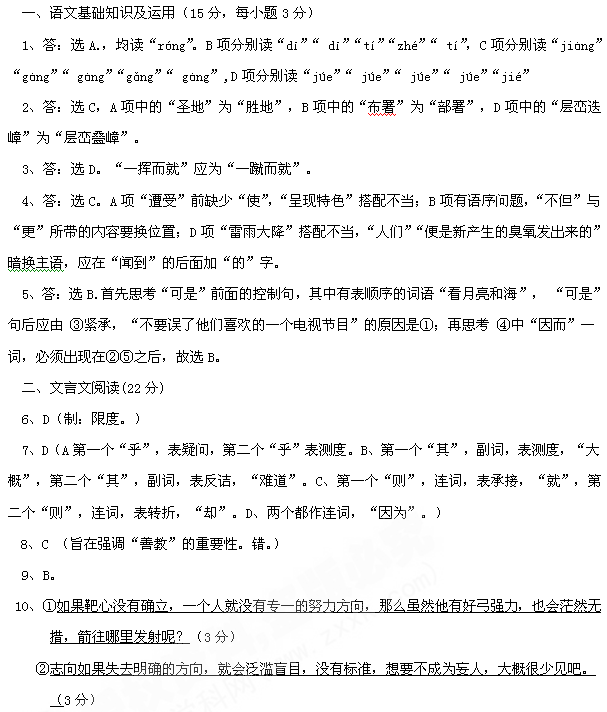 一、语文基础知识及运用（15分，每小题3分）
1、答：选A.，均读“róng”。B项分别读“dí”“ dí”“tí”“zhé”“ tí”，C项分别读“jiàng”
“gāng”“ gāng”“gǎng”“ gāng”,D项分别读“júe”“ júe”“ júe”“ júe”“jié”
2、答：选C，A项中的“圣地”为“胜地”，B项中的“布署”为“部署”，D项中的“层峦迭
嶂”为“层峦叠嶂”。
3、答：选D。“一挥而就”应为“一蹴而就”。
4、答：选C。A项“遭受”前缺少“使”，“呈现特色”搭配不当；B项有语序问题，“不但”与
“更”所带的内容要换位置；D项“雷雨大降”搭配不当，“人们”“便是新产生的臭氧发出来的”
暗换主语，应在“闻到”的后面加“的”字。
5、答：选B.首先思考“可是”前面的控制句，其中有表顺序的词语“看月亮和海”， “可是”
句后应由 ③紧承，“不要误了他们喜欢的一个电视节目”的原因是①；再思考 ④中“因而”一
词，必须出现在②⑤之后，故选B。
二、文言文阅读(22分)
6、D（制：限度。）
7、D（A第一个“乎”，表疑问，第二个“乎”表测度。B、第一个“其”，副词，表测度，“大
概”，第二个“其”，副词，表反诘，“难道”。C、第一个“则”，连词，表承接，“就”，第
二个“则”，连词，表转折，“却”。D、两个都作连词，“因为”。）
8、C （旨在强调“善教”的重要性。错。）
9、B。
10、①如果靶心没有确立，一个人就没有专一的努力方向，那么虽然他有好弓强力，也会茫然无
措，箭往哪里发射呢？（3分）
②志向如果失去明确的方向，就会泛滥盲目，没有标准，想要不成为妄人，大概很少见吧。
（3分）